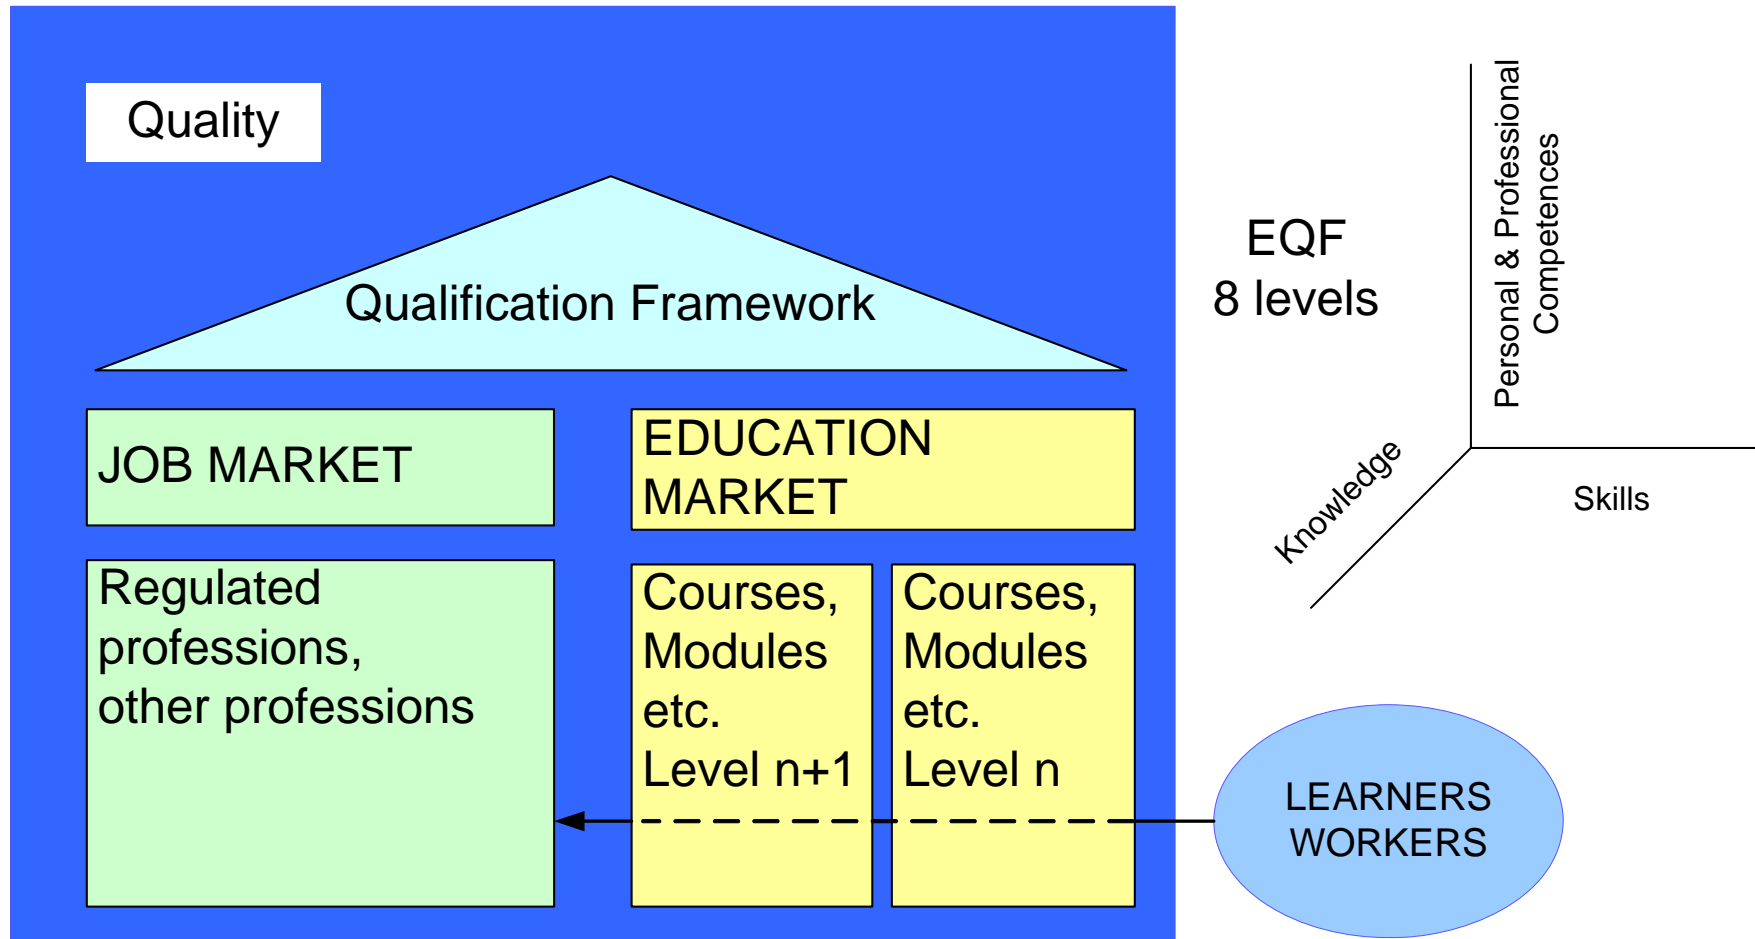 Quality
Qualification Framework
EQF
8 levels
Personal & Professional
Competences
Knowledge
Skills
JOB MARKET
EDUCATION
MARKET
Regulated
professions,
other professions
Courses,
Modules
etc.
Level n+1
Courses,
Modules
etc.
Level n
LEARNERS
WORKERS